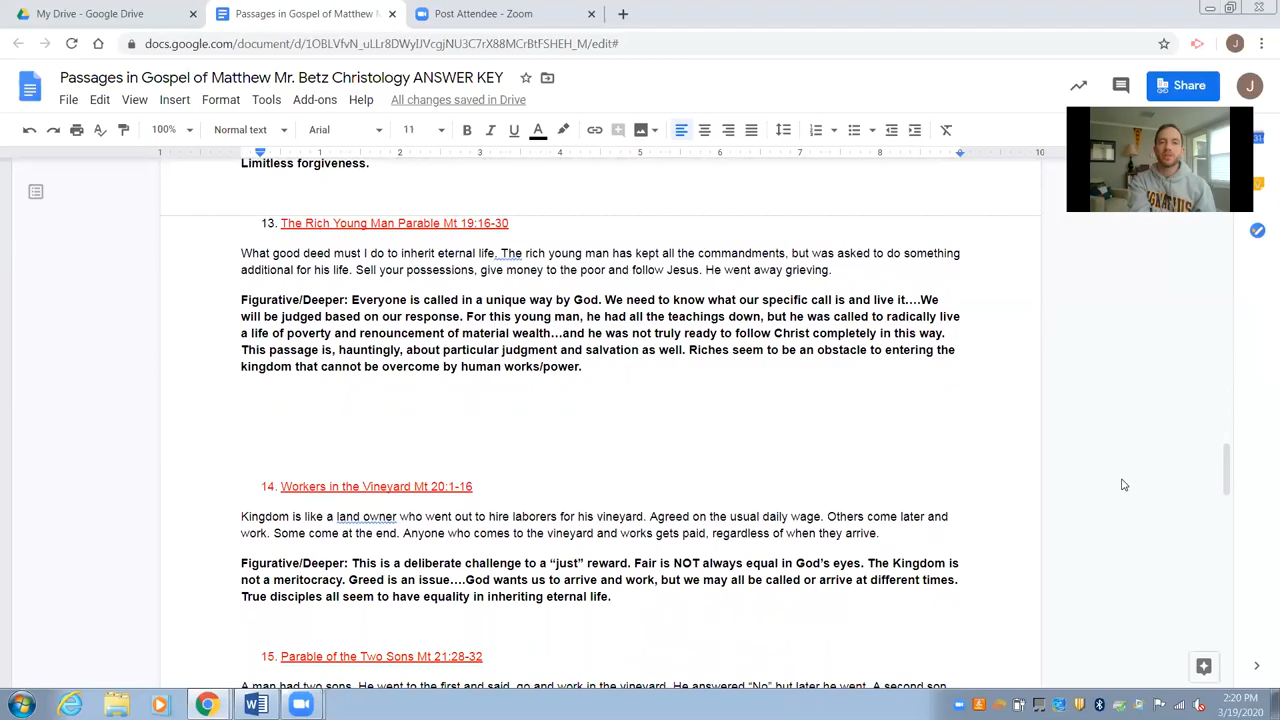 My Drive - Google Drive
Passages in Gospel of Matthew M
Post Attendee - Zoom
docs.google.com/document/d/1OBLVfvN_uLLr8DWyIJVcgjNU3C7rX88MCrBtFSHEH_M/edit#
J
Passages in Gospel of Matthew Mr. Betz Christology ANSWER KEY
Share
J
File Edit View Insert Format Tools Add-ons Help All changes saved in Drive
100% Normal text Arial 11 B I U A
1 1 2 3 4 5 6 7 8 9 10
31
IGNATIUS
Limitless forgiveness.
13. The Rich Young Man Parable Mt 19:16-30
What good deed must I do to inherit eternal life. The rich young man has kept all the commandments, but was asked to do something
additional for his life. Sell your possessions, give money to the poor and follow Jesus. He went away grieving.
Figurative/Deeper: Everyone is called in a unique way by God. We need to know what our specific call is and live it….We
will be judged based on our response. For this young man, he had all the teachings down, but he was called to radically live
a life of poverty and renouncement of material wealth…and he was not truly ready to follow Christ completely in this way.
This passage is, hauntingly, about particular judgment and salvation as well. Riches seem to be an obstacle to entering the
kingdom that cannot be overcome by human works/power.
14. Workers in the Vineyard Mt 20:1-16
Kingdom is like a land owner who went out to hire laborers for his vineyard. Agreed on the usual daily wage. Others come later and
work. Some come at the end. Anyone who comes to the vineyard and works gets paid, regardless of when they arrive.
Figurative/Deeper: This is a deliberate challenge to a “just” reward. Fair is NOT always equal in God’s eyes. The Kingdom is
not a meritocracy. Greed is an issue….God wants us to arrive and work, but we may all be called or arrive at different times.
True disciples all seem to have equality in inheriting eternal life.
15. Parable of the Two Sons Mt 21:28-32
A man had two sons. He went to the first and said, go and work in the vineyard. He answered “No” but later he went. A second son
2:20 PM
3/19/2020